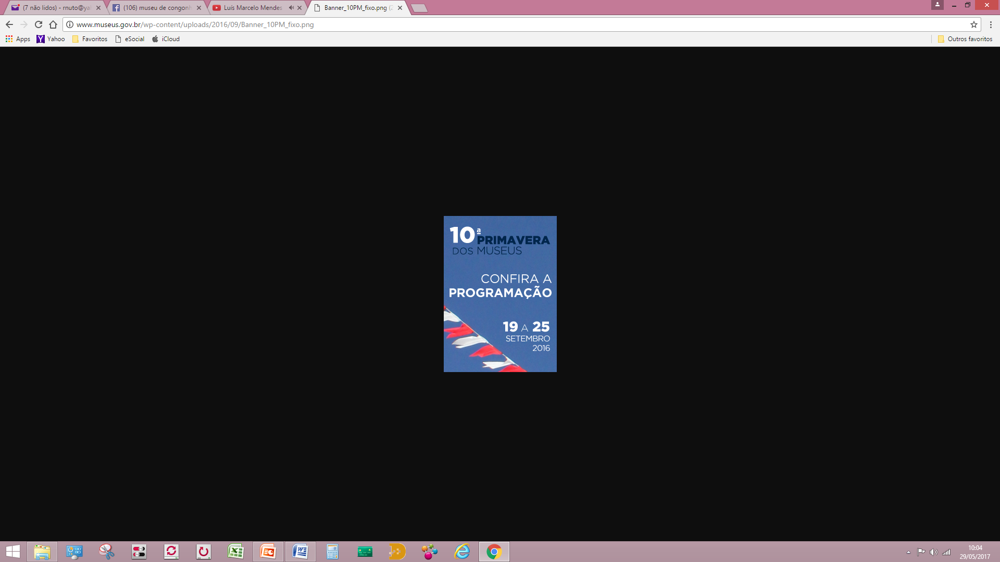 (7 não lidos) - rnuto@ya
(106) museu de congonh
Luís Marcelo Mendes
Banner_10PM_fixo.png (2
www.museus.gov.br/wp-content/uploads/2016/09/Banner_10PM_fixo.png
Apps
Yahoo
Favoritos
eSocial
iCloud
Outros favoritos
10ª PRIMAVERA
DOS MUSEUS
CONFIRA A
PROGRAMAÇÃO
19 A 25
SETEMBRO
2016
10:04
29/05/2017